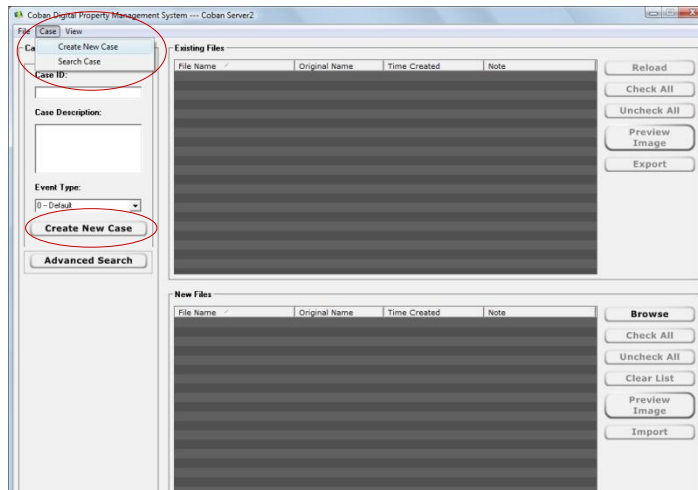 Coban Digital Property Management System --- Coban Server2
File Case View
Create New Case
Search Case
Case ID:
Case Description:
Event Type:
0 – Default
Create New Case
Advanced Search
Existing Files
File Name Original Name Time Created Note
Reload
Check All
Uncheck All
Preview
Image
Export
New Files
File Name Original Name Time Created Note
Browse
Check All
Uncheck All
Clear List
Preview
Image
Import